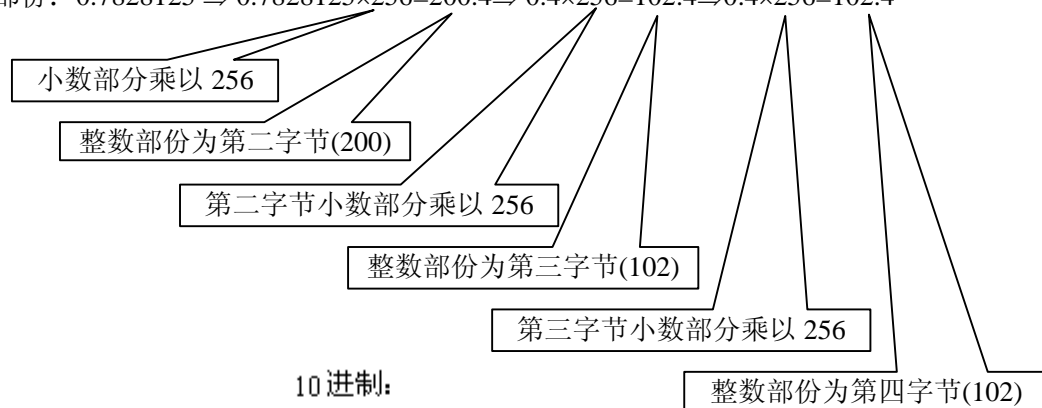 小数部分乘以 256
整数部份为第二字节(200)
第二字节小数部分乘以 256
整数部份为第三字节(102)
第三字节小数部分乘以 256
10进制:
整数部份为第四字节(102)